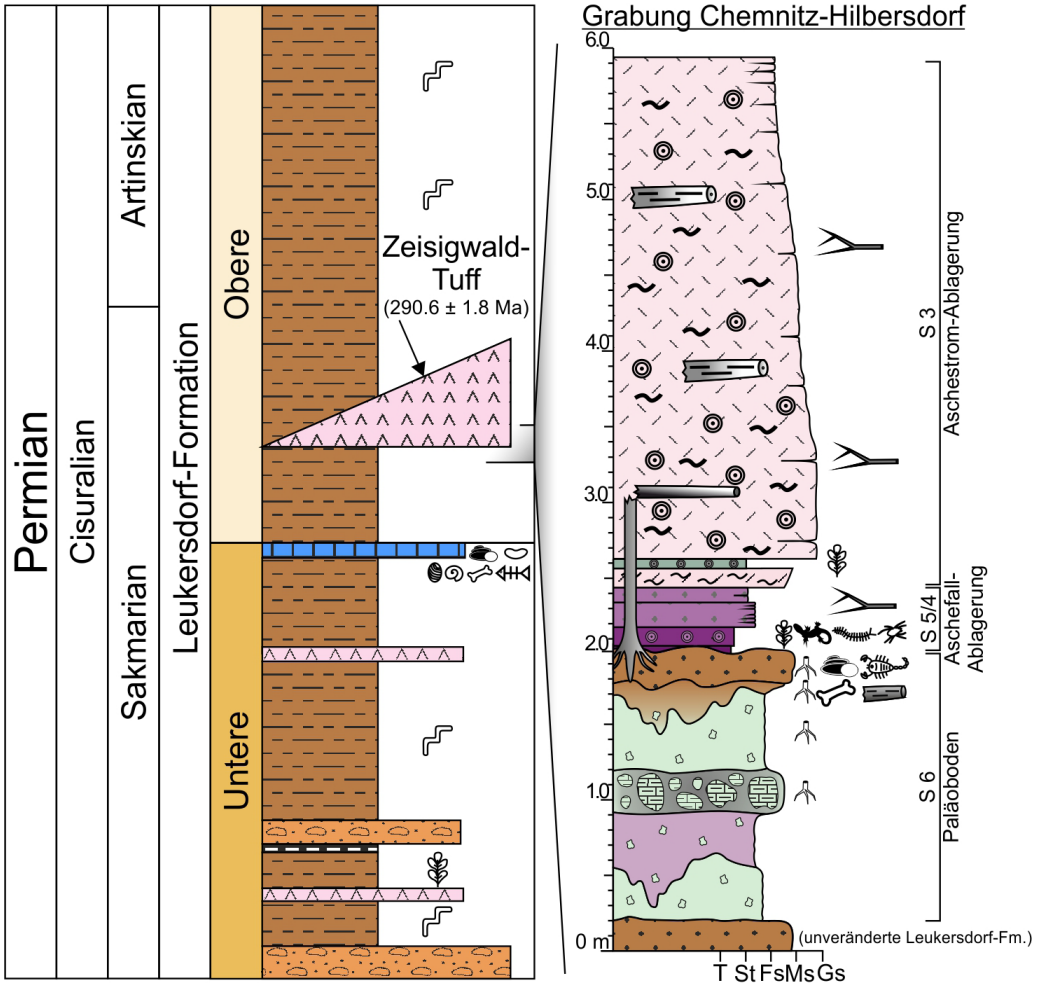 Grabung Chemnitz-Hilbersdorf
Permian
Cisuralian
Artinskian
Sakmarian
Leukersdorf-Formation
Obere
Untere
Zeisigwald-
Tuff
(290.6 ± 1.8 Ma)
6.0
5.0
4.0
3.0
2.0
1.0
0 m
T St Fs Ms Gs
S 3
Aschestrom-Ablagerung
S 5/4
Aschefall-
Ablagerung
S 6
Paläoboden
(unveränderte Leukersdorf-Fm.)